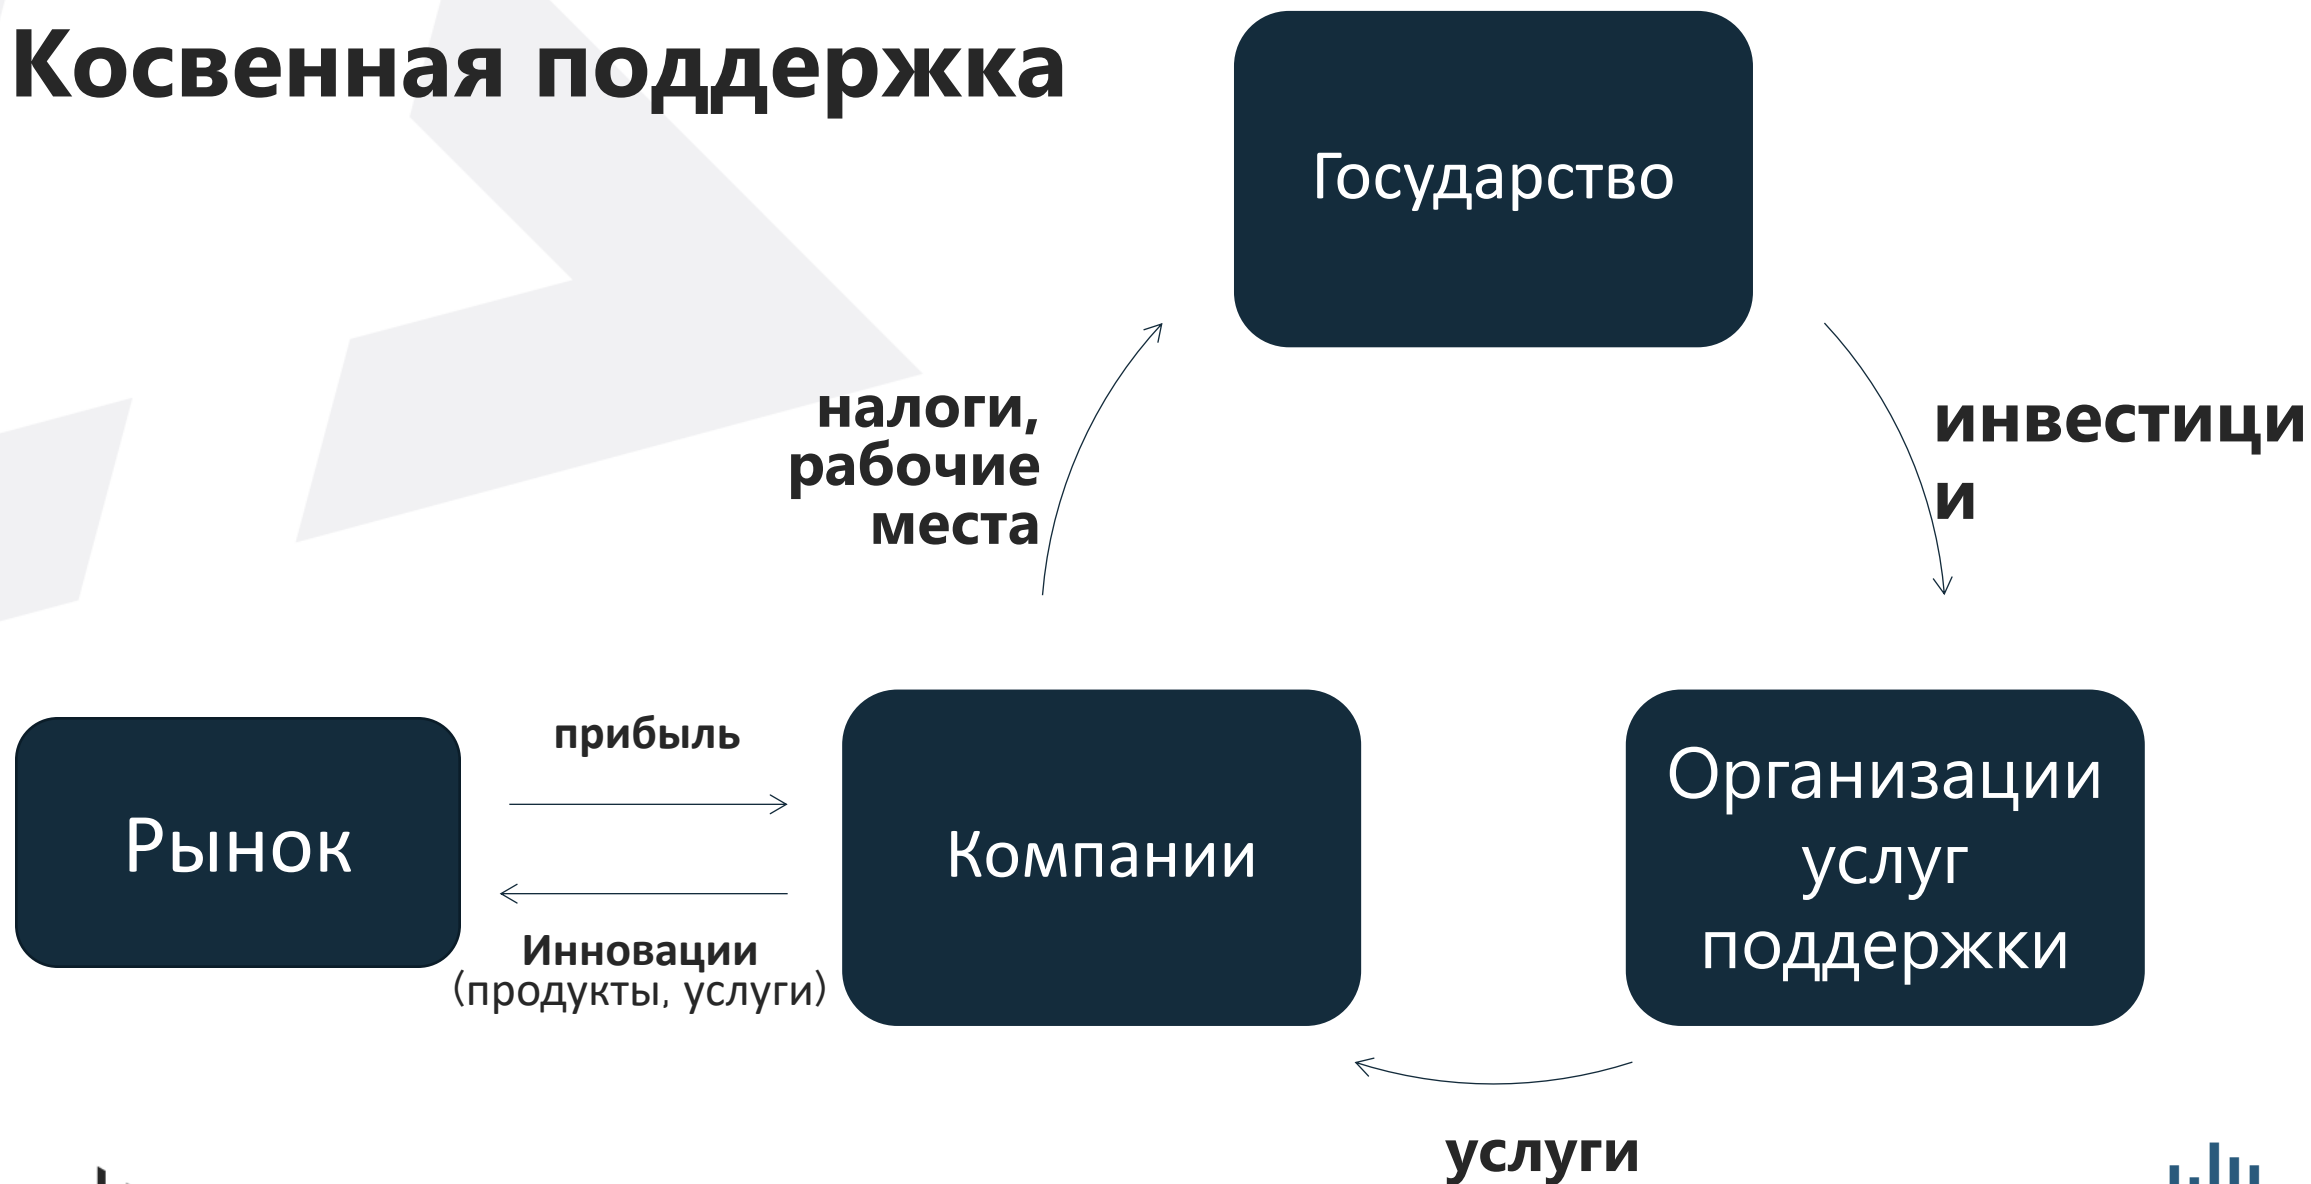 Косвенная поддержка
Государство
налоги,
рабочие
места
инвестици
и
прибыль
Рынок
Компании
Организации
услуг
поддержки
Инновации
(продукты, услуги)
услуги